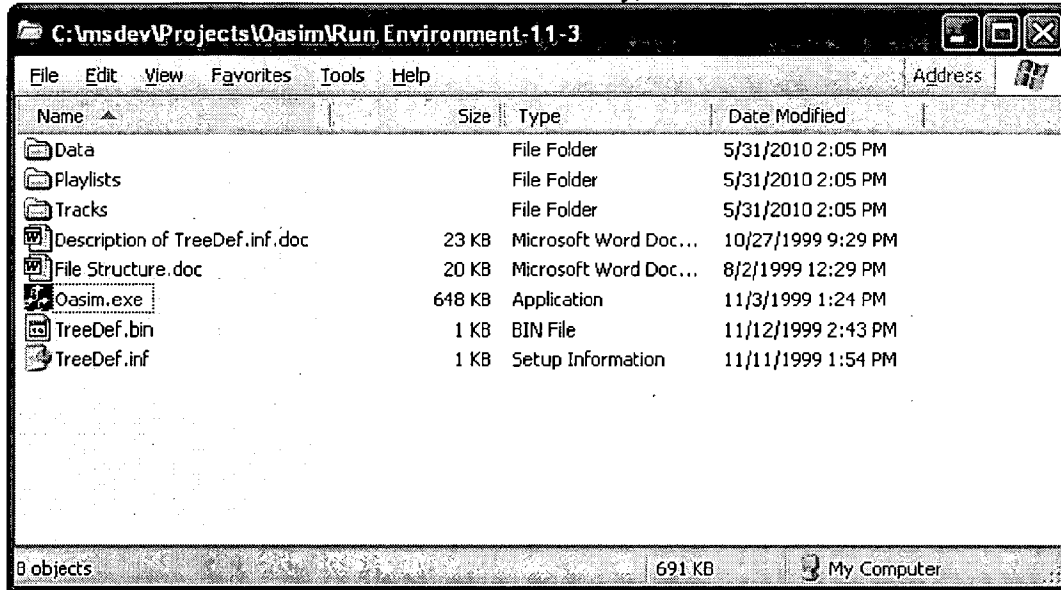 C:\msdev\Projects\Oasim\Run Environment-11-3
File Edit View Favorites Tools Help Address
Name Size Type Date Modified
Data File Folder 5/31/2010 2:05 PM
Playlists File Folder 5/31/2010 2:05 PM
Tracks File Folder 5/31/2010 2:05 PM
Description of TreeDef.inf.doc 23 KB Microsoft Word Doc... 10/27/1999 9:29 PM
File Structure.doc 20 KB Microsoft Word Doc... 8/2/1999 12:29 PM
Oasim.exe 648 KB Application 11/3/1999 1:24 PM
TreeDef.bin 1 KB BIN File 11/12/1999 2:43 PM
TreeDef.inf 1 KB Setup Information 11/11/1999 1:54 PM
8 objects 691 KB My Computer